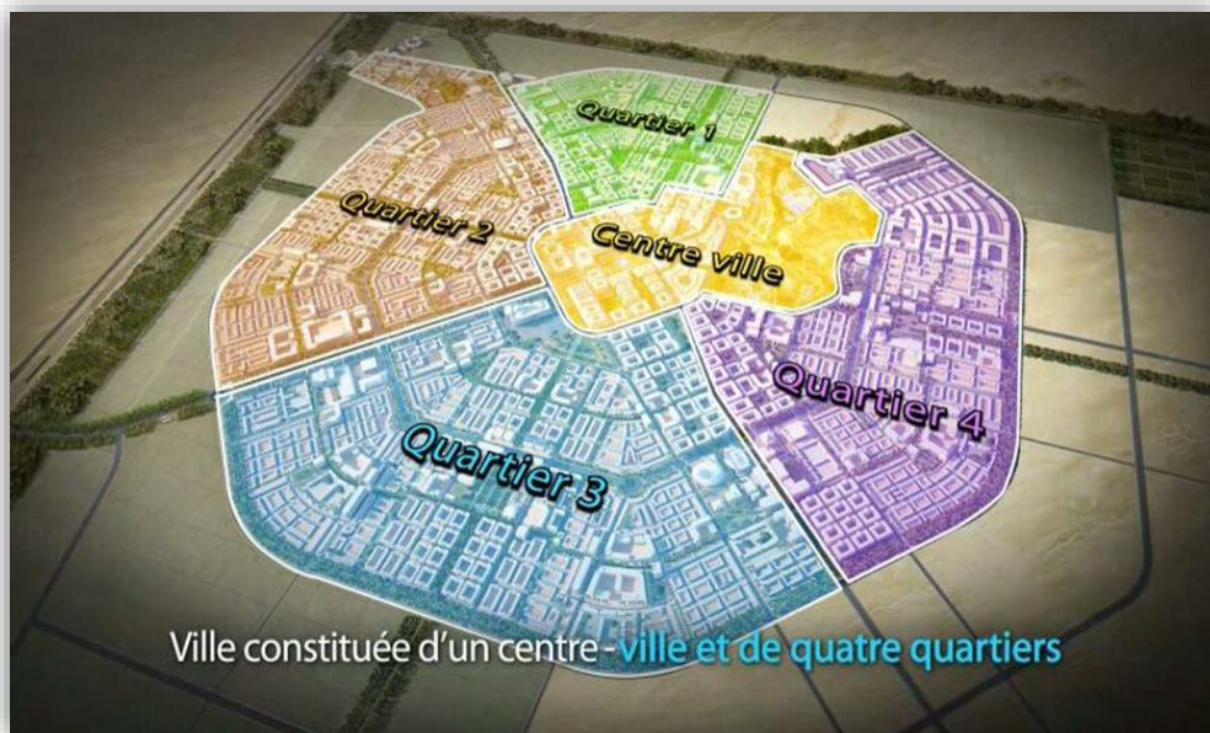 Quartier 1
Quartier 2
Centre ville
Quartier 4
Quartier 3
Ville constituée d'un centre - ville et de quatre quartiers